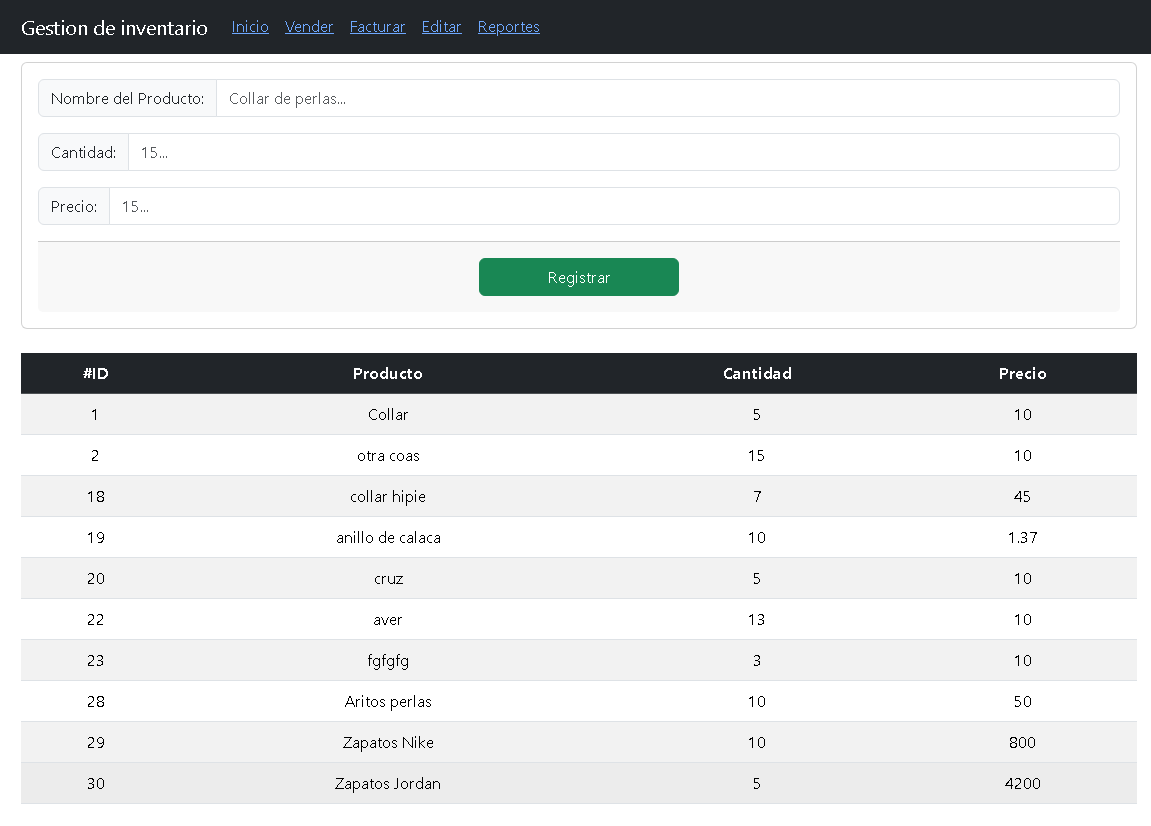 Gestion de inventario Inicio Vender Facturar Editar Reportes
Nombre del Producto: Collar de perlas...
Cantidad: 15...
Precio: 15...
Registrar
#ID Producto Cantidad Precio
1 Collar 5 10
2 otra coas 15 10
18 collar hipie 7 45
19 anillo de calaca 10 1.37
20 cruz 5 10
22 aver 13 10
23 fgfgfg 3 10
28 Aritos perlas 10 50
29 Zapatos Nike 10 800
30 Zapatos Jordan 5 4200